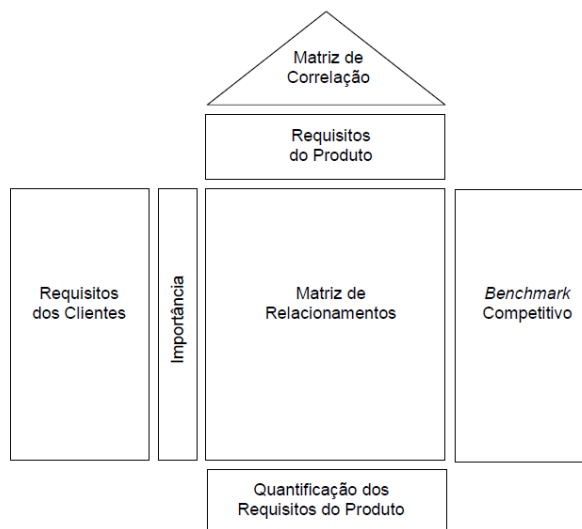 Matriz de
Correlação
Requisitos
do Produto
Requisitos
dos Clientes
Importância
Matriz de
Relacionamentos
Benchmark
Competitivo
Quantificação dos
Requisitos do Produto